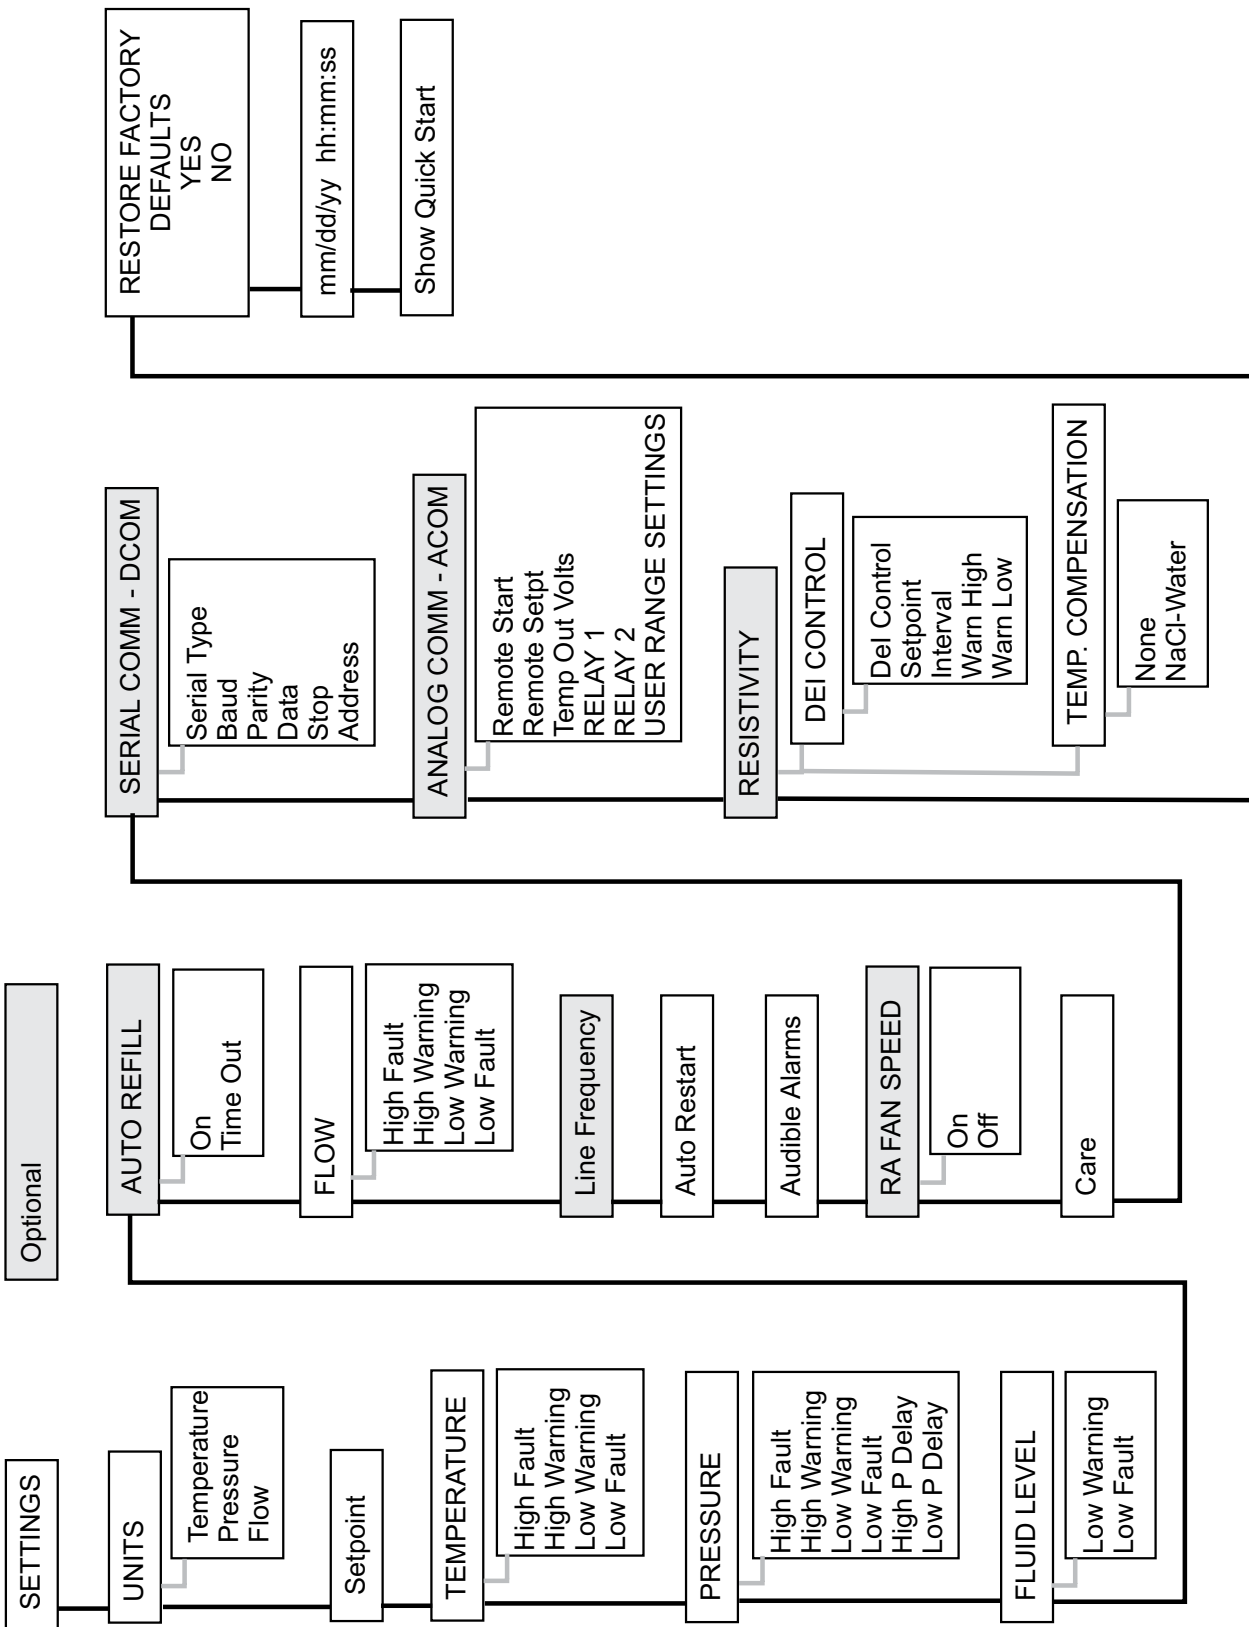 Optional
SETTINGS
UNITS
Temperature
Pressure
Flow
Setpoint
TEMPERATURE
High Fault
High Warning
Low Warning
Low Fault
PRESSURE
High Fault
High Warning
Low Warning
Low Fault
High P Delay
Low P Delay
FLUID LEVEL
Low Warning
Low Fault
AUTO REFILL
On
Time Out
FLOW
High Fault
High Warning
Low Warning
Low Fault
Line Frequency
Auto Restart
Audible Alarms
RA FAN SPEED
On
Off
Care
SERIAL COMM - DCOM
Serial Type
Baud
Parity
Data
Stop
Address
ANALOG COMM - ACOM
Remote Start
Remote Setpt
Temp Out Volts
RELAY 1
RELAY 2
USER RANGE SETTINGS
RESISTIVITY
DEI CONTROL
DeI Control
Setpoint
Interval
Warn High
Warn Low
TEMP. COMPENSATION
None
NaCl-Water
RESTORE FACTORY
DEFAULTS
YES
NO
mm/dd/yy hh:mm:ss
Show Quick Start